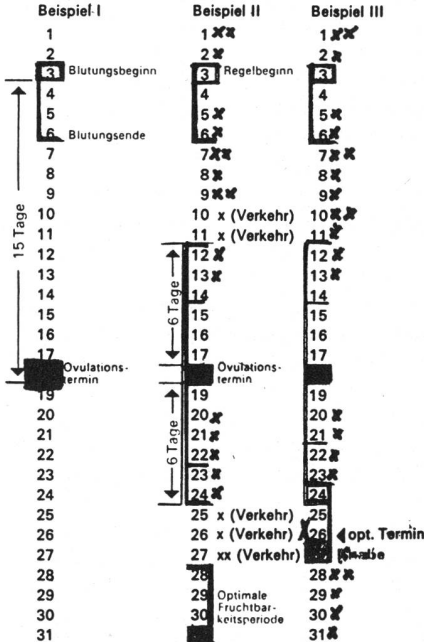 Beispiel I Beispiel II Beispiel III
1 1 xx 1 xx
2 2 x 2 x
3 Blutungsbeginn 3 Regelbeginn 3
4 4 4
5 5 x 5 x
6 Blutungsende 6 x 6 x
7 7 xx 7 x x
8 8 x 8 x
9 9 xx 9 x
10 10 x (Verkehr) 10 xx
11 11 x (Verkehr) 11 x
12 12 x 12 x
13 13 x 13 x
14 14 14
15 15 15
16 16 16
17 17 17
15 Tage
6 Tage
Ovulations- Ovulations-
termin termin
19 19 19
20 20 x 20 x
21 21 x 21 x
22 22 x 22 x
23 23 x 23 x
24 24 x 24
6 Tage
25 25 x (Verkehr) 25
26 26 x (Verkehr) 26 opt. Termin
27 27 xx (Verkehr)
28 28 28 x x
29 29 Optimale 29 x
30 30 Fruchtbar- 30 x
keitsperiode
31 31 x